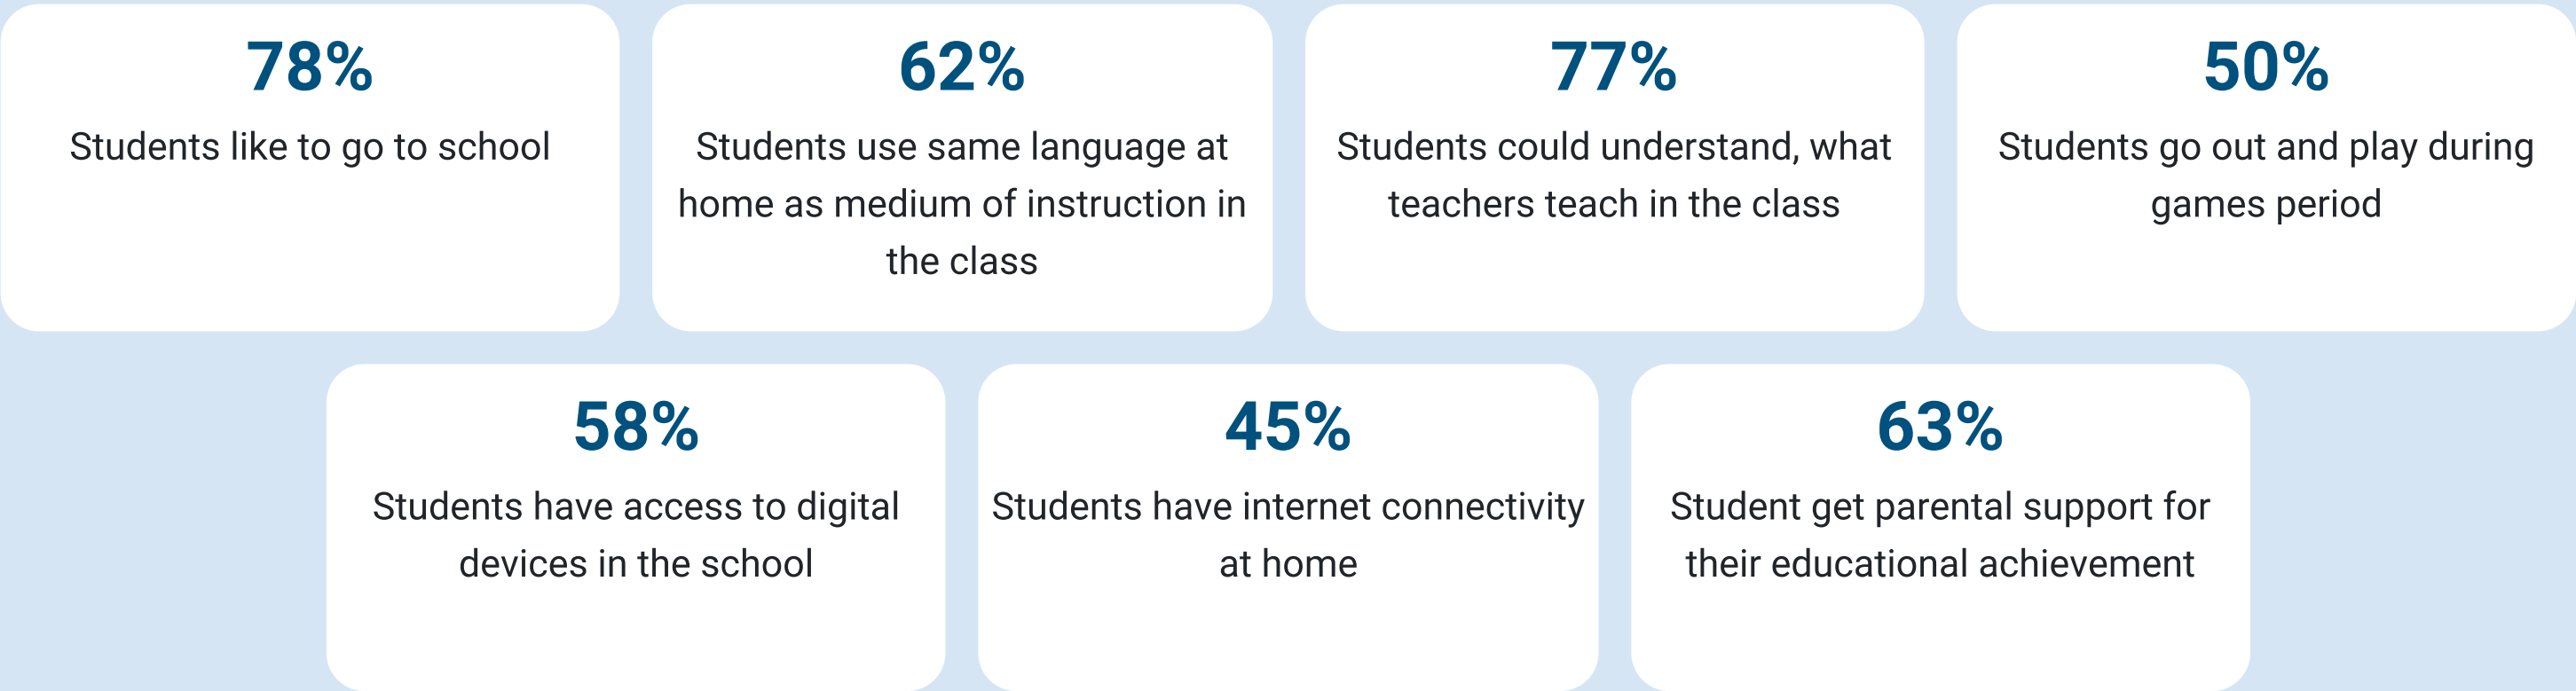 78%
Students like to go to school
62%
Students use same language at
home as medium of instruction in
the class
77%
Students could understand, what
teachers teach in the class
50%
Students go out and play during
games period
58%
Students have access to digital
devices in the school
45%
Students have internet connectivity
at home
63%
Student get parental support for
their educational achievement